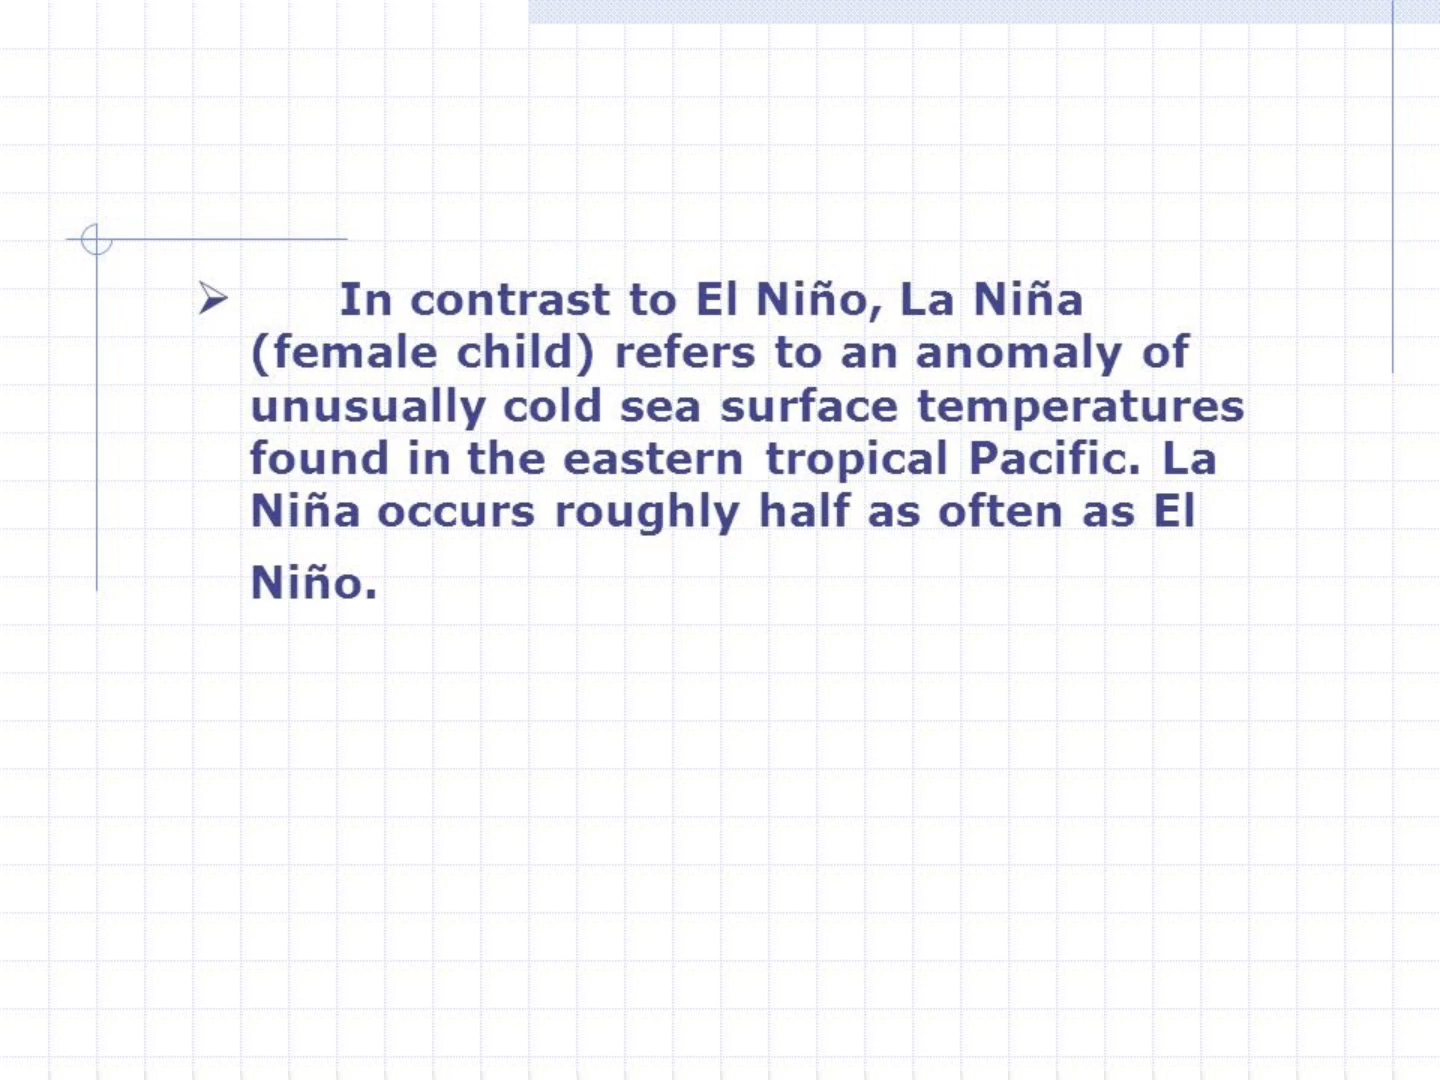 In contrast to El Niño, La Niña
(female child) refers to an anomaly of
unusually cold sea surface temperatures
found in the eastern tropical Pacific. La
Niña occurs roughly half as often as El
Niño.